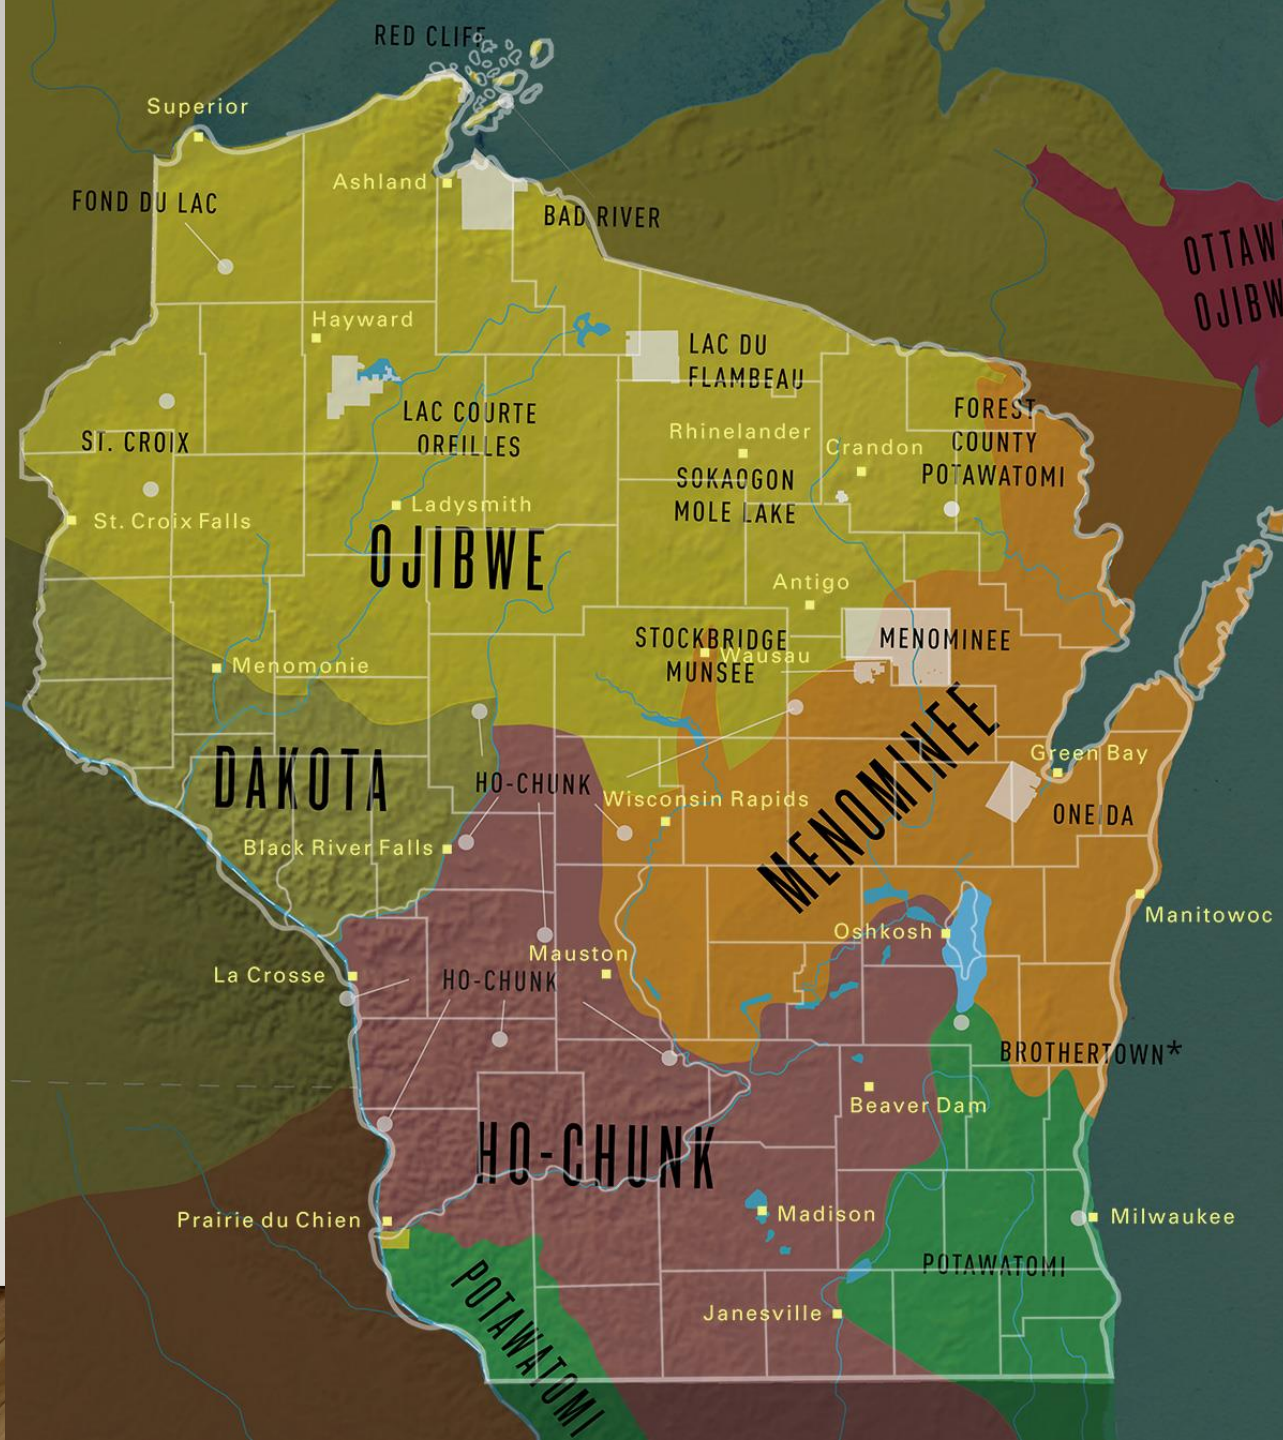 RED CLIFF
Superior
Ashland
FOND DU LAC
BAD RIVER
OTTAW
OJIBW
Hayward
LAC DU
FLAMBEAU
LAC COURTE
OREILLES
FOREST
COUNTY
POTAWATOMI
ST. CROIX
Rhinelander
Crandon
SOKAOGON
MOLE LAKE
St. Croix Falls
Ladysmith
OJIBWE
Antigo
STOCKBRIDGE
MUNSEE
Wausau
MENOMINEE
Menomonie
DAKOTA
HO-CHUNK
Wisconsin Rapids
MENOMINEE
Green Bay
ONEIDA
Black River Falls
Manitowoc
Oshkosh
Mauston
La Crosse
HO-CHUNK
BROTHERTOWN*
Beaver Dam
HO-CHUNK
Prairie du Chien
Madison
Milwaukee
POTAWATOMI
POTAWATOMI
Janesville